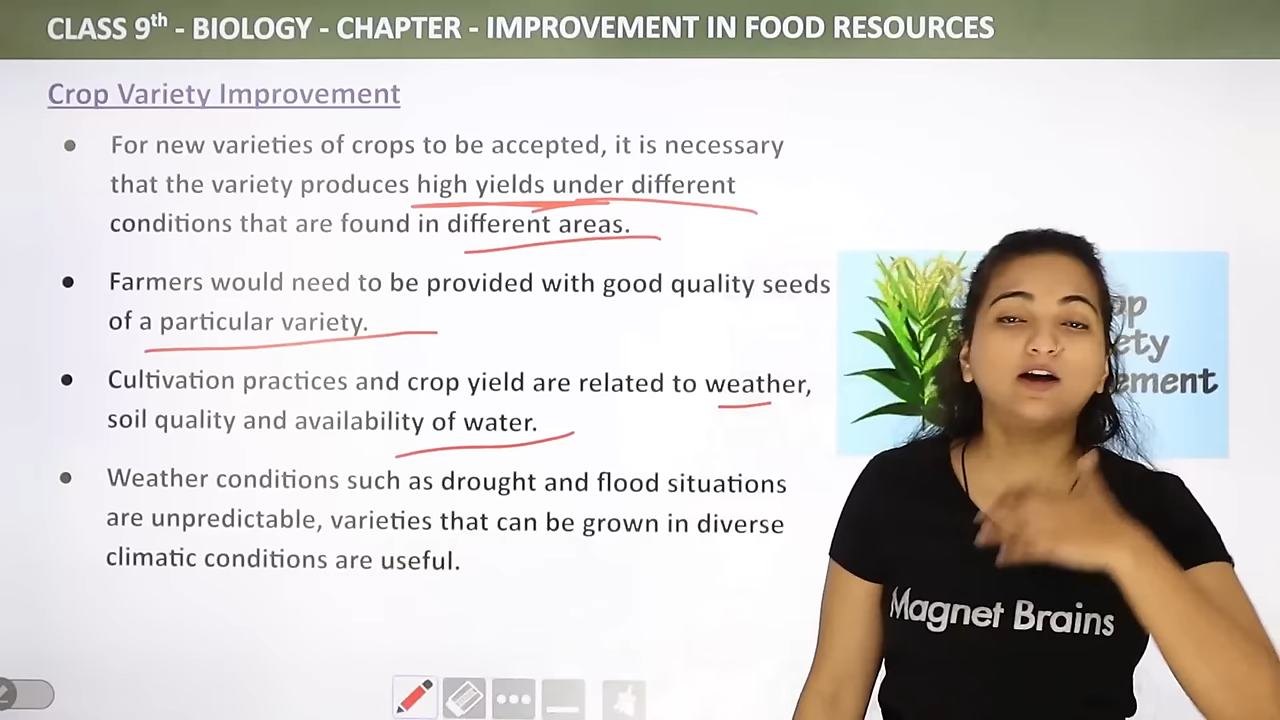 CLASS 9th - BIOLOGY - CHAPTER - IMPROVEMENT IN FOOD RESOURCES
Crop Variety Improvement
• For new varieties of crops to be accepted, it is necessary
that the variety produces high yields under different
conditions that are found in different areas.
• Farmers would need to be provided with good quality seeds
of a particular variety.
• Cultivation practices and crop yield are related to weather,
soil quality and availability of water.
• Weather conditions such as drought and flood situations
are unpredictable, varieties that can be grown in diverse
climatic conditions are useful.
op
ety
ement
Magnet Brains